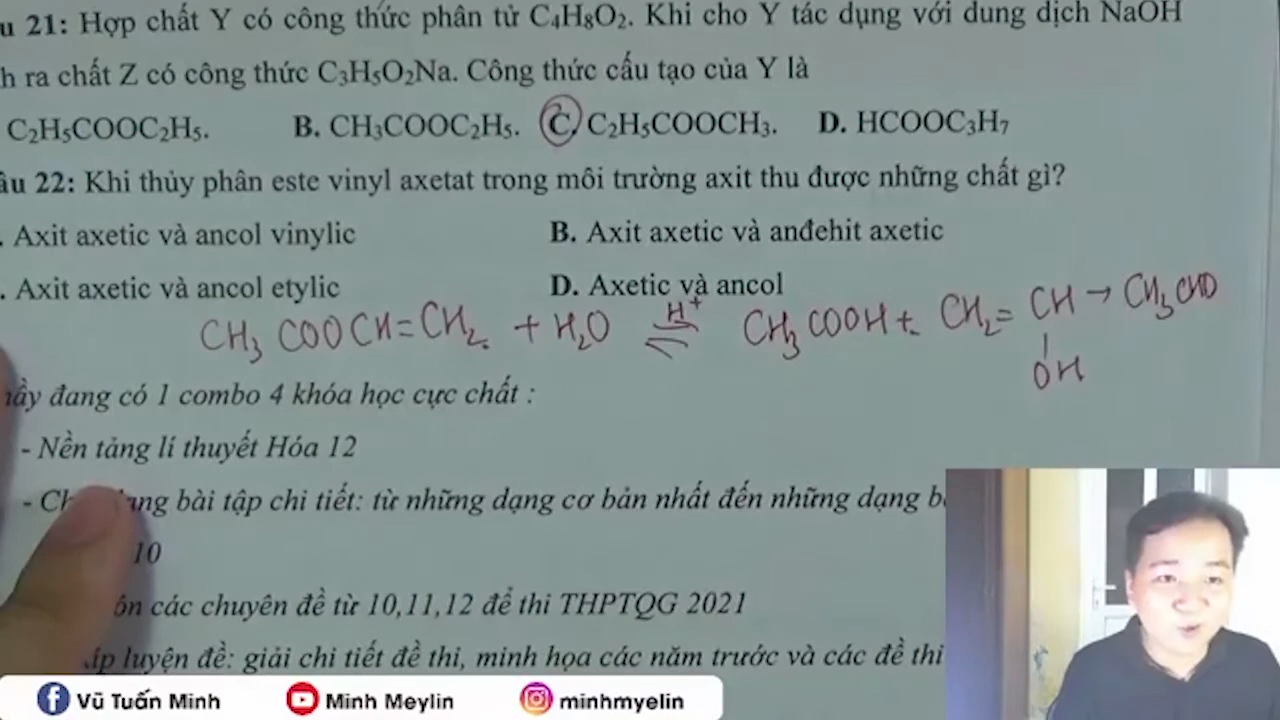 u 21: Hợp chất Y có công thức phân tử C₄H₈O₂. Khi cho Y tác dụng với dung dịch NaOH
h ra chất Z có công thức C₃H₅O₂Na. Công thức cấu tạo của Y là
C₂H₅COOC₂H₅. B. CH₃COOC₂H₅. C. C₂H₅COOCH₃. D. HCOOC₃H₇
âu 22: Khi thủy phân este vinyl axetat trong môi trường axit thu được những chất gì?
. Axit axetic và ancol vinylic B. Axit axetic và anđehit axetic
. Axit axetic và ancol etylic D. Axetic và ancol
CH₃COOCH=CH₂ + H₂O ⇌ H⁺ CH₃COOH + CH₂=CH → CH₃CHO
OH
ầy đang có 1 combo 4 khóa học cực chất :
- Nền tảng lí thuyết Hóa 12
bài tập chi tiết: từ những dạng cơ bản nhất đến những dạng
10
ôn các chuyên đề từ 10,11,12 để thi THPTQG 2021
luyện đề: giải chi tiết đề thi, minh họa các năm trước và các đề thi
Vũ Tuấn Minh Minh Meylin minhmyelin